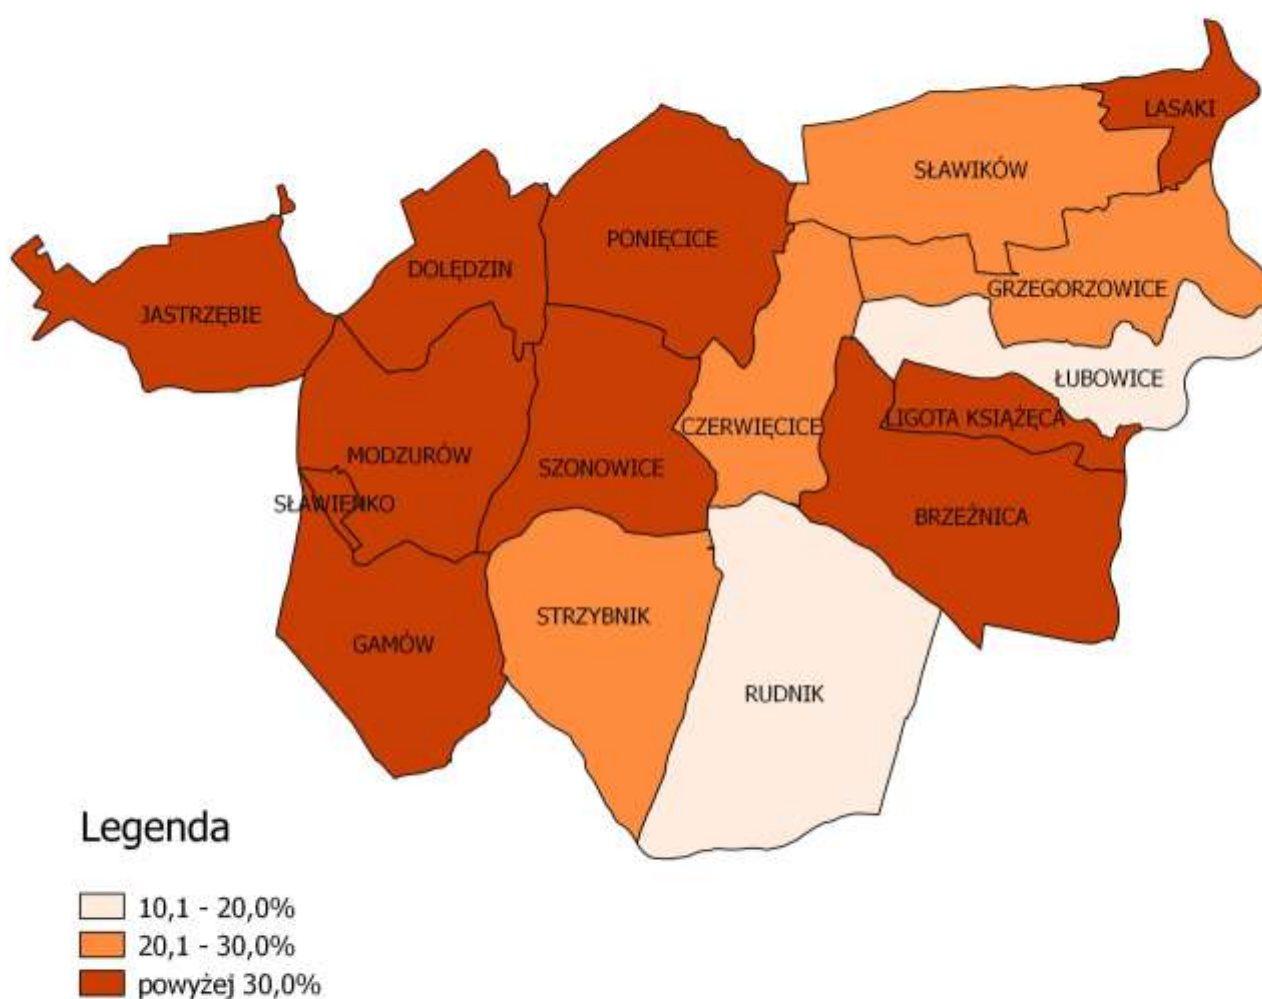 LASAKI
SŁAWIKÓW
PONIĘCICE
DOLĘDZIN
GRZEGORZOWICE
JASTRZĘBIE
ŁUBOWICE
LIGOTA KSIĄŻĘCA
CZERWIĘCICE
MODZURÓW
SZONOWICE
SŁAWIENKO
BRZEŹNICA
STRZYBNIK
GAMÓW
RUDNIK
Legenda
10,1 - 20,0%
20,1 - 30,0%
powyżej 30,0%